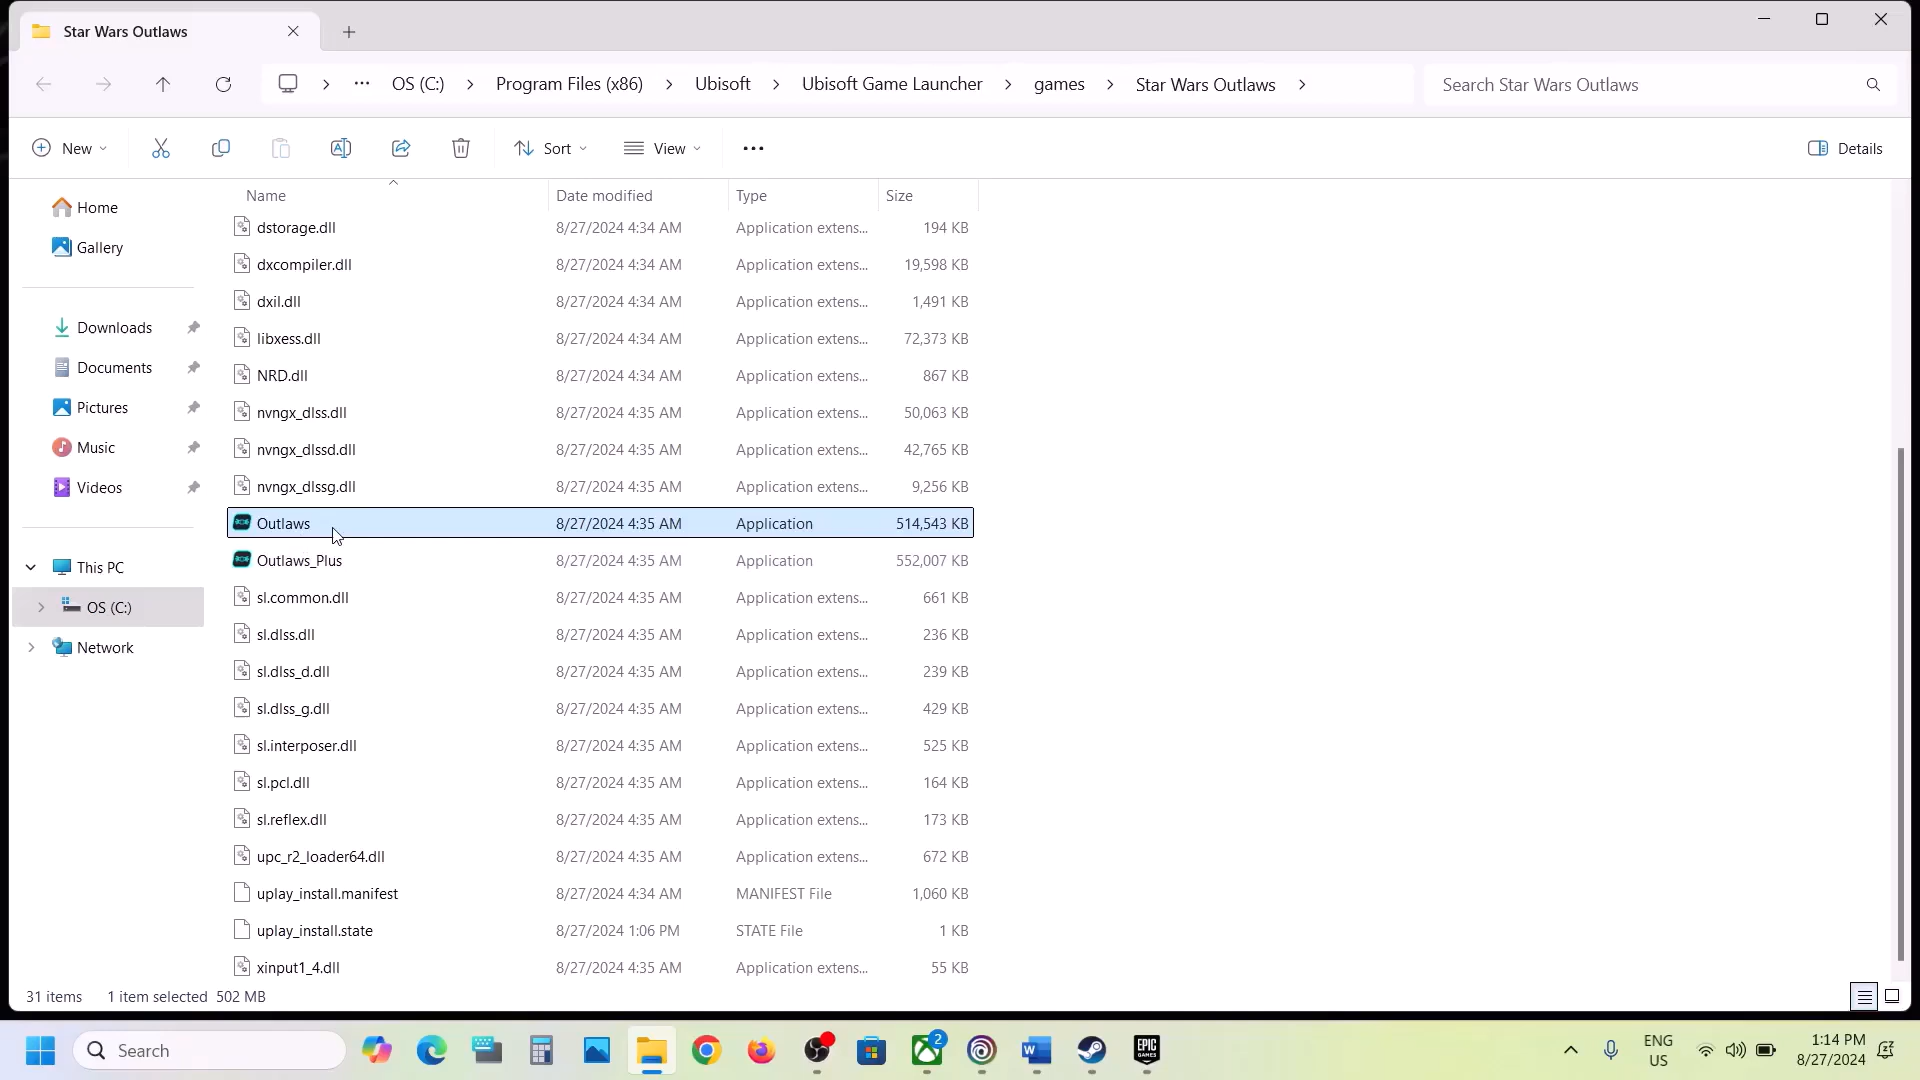 Star Wars Outlaws
OS (C:) Program Files (x86) Ubisoft Ubisoft Game Launcher games Star Wars Outlaws
Search Star Wars Outlaws
New Sort View Details
Name Date modified Type Size
Home
Gallery
Downloads
Documents
Pictures
Music
Videos
This PC
OS (C:)
Network
dstorage.dll 8/27/2024 4:34 AM Application extens... 194 KB
dxcompiler.dll 8/27/2024 4:34 AM Application extens... 19,598 KB
dxil.dll 8/27/2024 4:34 AM Application extens... 1,491 KB
libxess.dll 8/27/2024 4:34 AM Application extens... 72,373 KB
NRD.dll 8/27/2024 4:34 AM Application extens... 867 KB
nvngx_dlss.dll 8/27/2024 4:35 AM Application extens... 50,063 KB
nvngx_dlssd.dll 8/27/2024 4:35 AM Application extens... 42,765 KB
nvngx_dlssg.dll 8/27/2024 4:35 AM Application extens... 9,256 KB
Outlaws 8/27/2024 4:35 AM Application 514,543 KB
Outlaws_Plus 8/27/2024 4:35 AM Application 552,007 KB
sl.common.dll 8/27/2024 4:35 AM Application extens... 661 KB
sl.dlss.dll 8/27/2024 4:35 AM Application extens... 236 KB
sl.dlss_d.dll 8/27/2024 4:35 AM Application extens... 239 KB
sl.dlss_g.dll 8/27/2024 4:35 AM Application extens... 429 KB
sl.interposer.dll 8/27/2024 4:35 AM Application extens... 525 KB
sl.pcl.dll 8/27/2024 4:35 AM Application extens... 164 KB
sl.reflex.dll 8/27/2024 4:35 AM Application extens... 173 KB
upc_r2_loader64.dll 8/27/2024 4:35 AM Application extens... 672 KB
uplay_install.manifest 8/27/2024 4:34 AM MANIFEST File 1,060 KB
uplay_install.state 8/27/2024 1:06 PM STATE File 1 KB
xinput1_4.dll 8/27/2024 4:35 AM Application extens... 55 KB
31 items 1 item selected 502 MB
Search
2
EPIC
GAMES
ENG
US
1:14 PM
8/27/2024